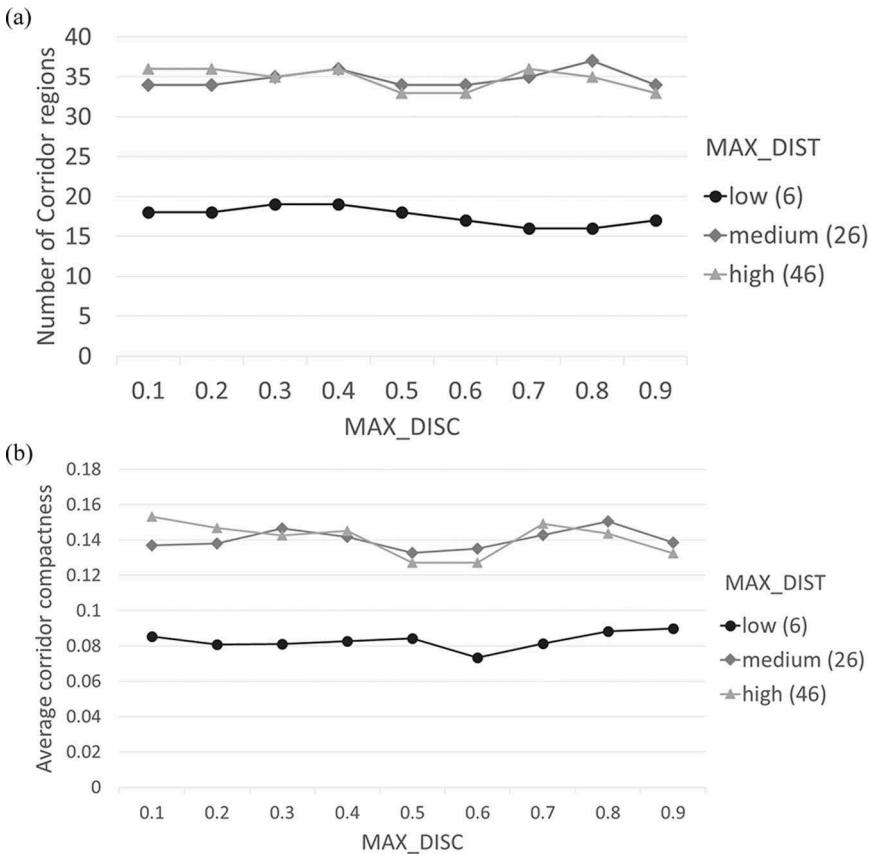 (a)
Number of Corridor regions
40
35
30
25
20
15
10
5
0
0.1 0.2 0.3 0.4 0.5 0.6 0.7 0.8 0.9
MAX_DISC
MAX_DIST
low (6)
medium (26)
high (46)
(b)
Average corridor compactness
0.18
0.16
0.14
0.12
0.1
0.08
0.06
0.04
0.02
0
0.1 0.2 0.3 0.4 0.5 0.6 0.7 0.8 0.9
MAX_DISC
MAX_DIST
low (6)
medium (26)
high (46)